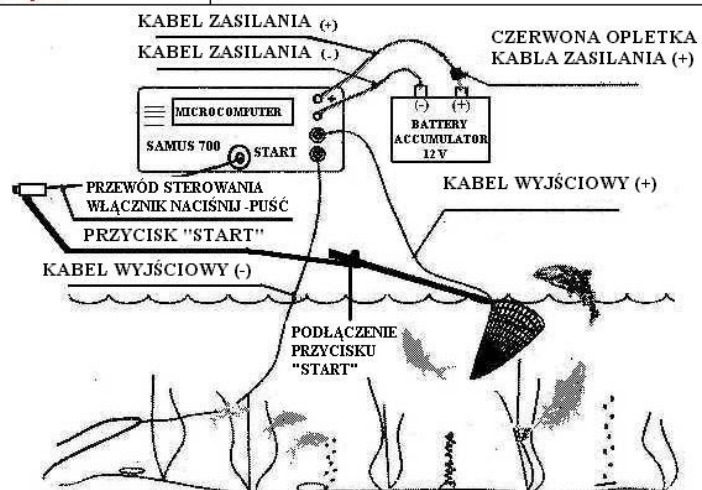 KABEL ZASILANIA (+)
KABEL ZASILANIA (-)
CZERWONA OPLETKA
KABLA ZASILANIA (+)
+
MICROCOMPUTER
SAMUS 700
START
(-) (+)
BATTERY
ACCUMULATOR
12 V
PRZEWÓD STEROWANIA
WŁĄCZNIK NACIŚNIJ -PUŚĆ
KABEL WYJŚCIOWY (+)
PRZYCISK "START"
KABEL WYJŚCIOWY (-)
PODŁĄCZENIE
PRZYCISKU
"START"